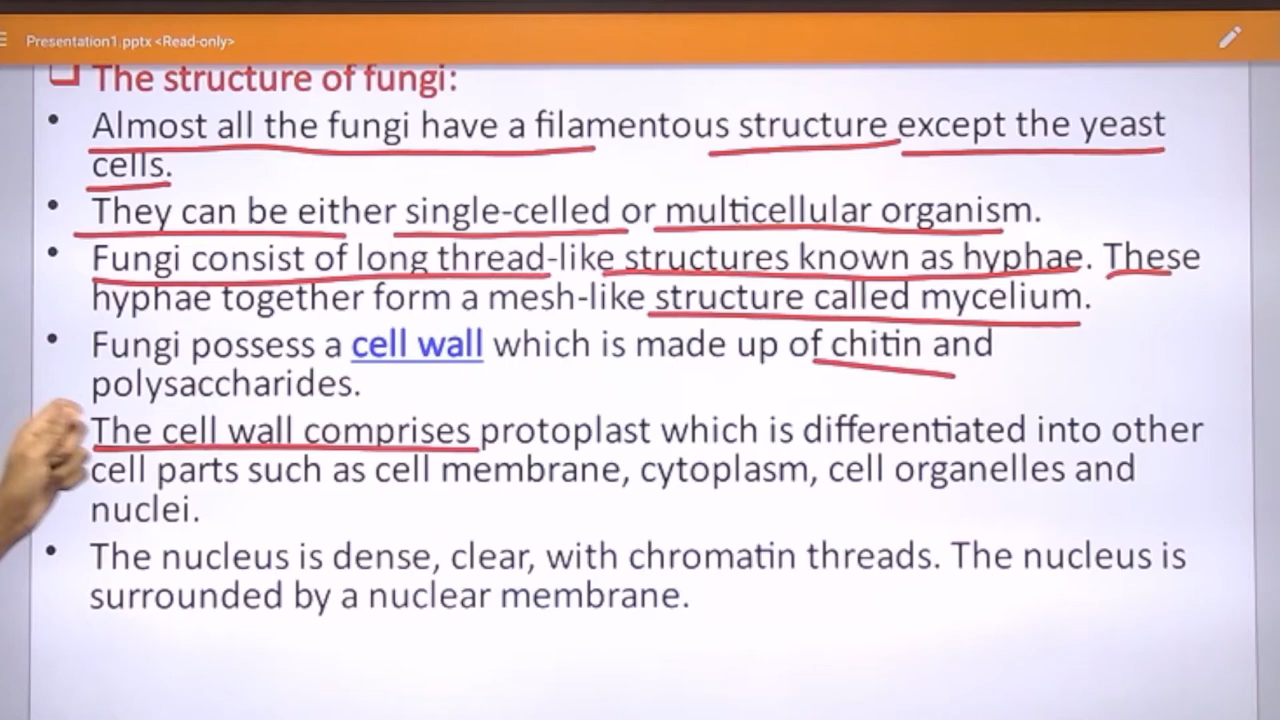 Presentation1.pptx <Read-only>
The structure of fungi:
• Almost all the fungi have a filamentous structure except the yeast
cells.
• They can be either single-celled or multicellular organism.
• Fungi consist of long thread-like structures known as hyphae. These
hyphae together form a mesh-like structure called mycelium.
• Fungi possess a cell wall which is made up of chitin and
polysaccharides.
The cell wall comprises protoplast which is differentiated into other
cell parts such as cell membrane, cytoplasm, cell organelles and
nuclei.
• The nucleus is dense, clear, with chromatin threads. The nucleus is
surrounded by a nuclear membrane.